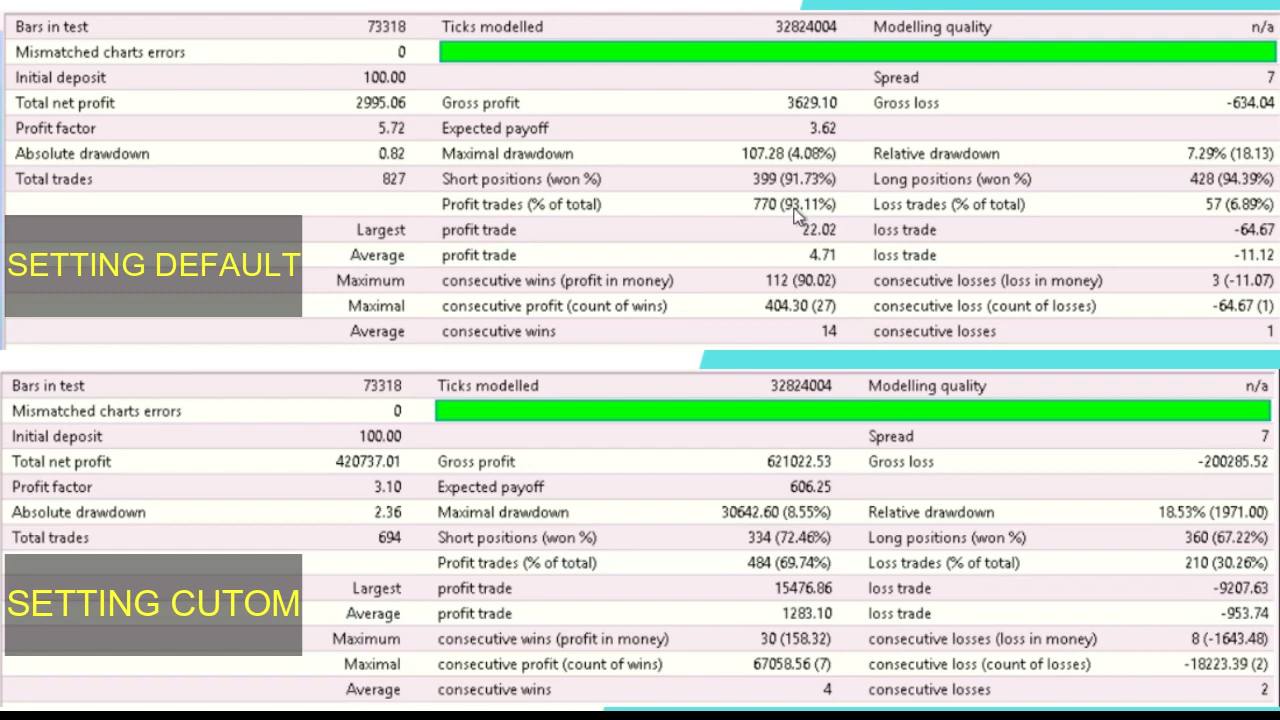 Bars in test 73318 Ticks modelled 32824004 Modelling quality n/a
Mismatched charts errors 0
Initial deposit 100.00 Spread 7
Total net profit 2995.06 Gross profit 3629.10 Gross loss -634.04
Profit factor 5.72 Expected payoff 3.62
Absolute drawdown 0.82 Maximal drawdown 107.28 (4.08%) Relative drawdown 7.29% (18.13)
Total trades 827 Short positions (won %) 399 (91.73%) Long positions (won %) 428 (94.39%)
Profit trades (% of total) 770 (93.11%) Loss trades (% of total) 57 (6.89%)
Largest profit trade 22.02 loss trade -64.67
SETTING DEFAULT
Average profit trade 4.71 loss trade -11.12
Maximum consecutive wins (profit in money) 112 (90.02) consecutive losses (loss in money) 3 (-11.07)
Maximal consecutive profit (count of wins) 404.30 (27) consecutive loss (count of losses) -64.67 (1)
Average consecutive wins 14 consecutive losses 1
Bars in test 73318 Ticks modelled 32824004 Modelling quality n/a
Mismatched charts errors 0
Initial deposit 100.00 Spread 7
Total net profit 420737.01 Gross profit 621022.53 Gross loss -200285.52
Profit factor 3.10 Expected payoff 606.25
Absolute drawdown 2.36 Maximal drawdown 30642.60 (8.55%) Relative drawdown 18.53% (1971.00)
Total trades 694 Short positions (won %) 334 (72.46%) Long positions (won %) 360 (67.22%)
Profit trades (% of total) 484 (69.74%) Loss trades (% of total) 210 (30.26%)
Largest profit trade 15476.86 loss trade -9207.63
SETTING CUTOM
Average profit trade 1283.10 loss trade -953.74
Maximum consecutive wins (profit in money) 30 (158.32) consecutive losses (loss in money) 8 (-1643.48)
Maximal consecutive profit (count of wins) 67058.56 (7) consecutive loss (count of losses) -18223.39 (2)
Average consecutive wins 4 consecutive losses 2